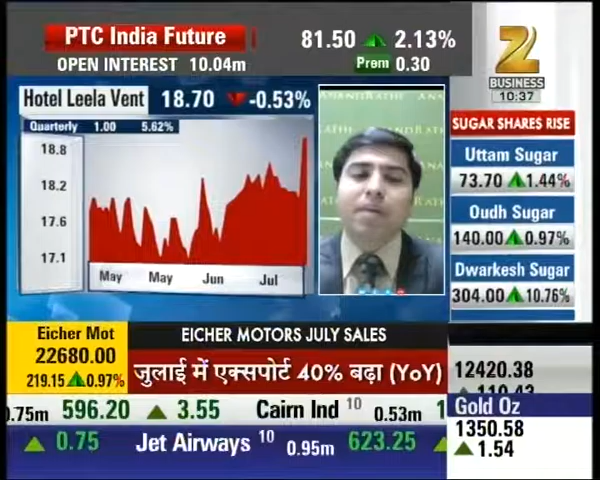 PTC India Future
81.50 2.13%
OPEN INTEREST 10.04m
Prem 0.30
Z
BUSINESS
10:37
Hotel Leela Vent 18.70 -0.53%
Quarterly 1.00 5.62%
18.8
18.2
17.6
17.1
May May Jun Jul
ANANDRATHI
SUGAR SHARES RISE
Uttam Sugar
73.70 1.44%
Oudh Sugar
140.00 0.97%
Dwarkesh Sugar
304.00 10.76%
Eicher Mot
22680.00
219.15 0.97%
EICHER MOTORS JULY SALES
जुलाई में एक्सपोर्ट 40% बढ़ा (YoY)
12420.38
Gold Oz
1350.58
1.54
0.75m 596.20 3.55 Cairn Ind 10 0.53m 1
0.75 Jet Airways 10 0.95m 623.25